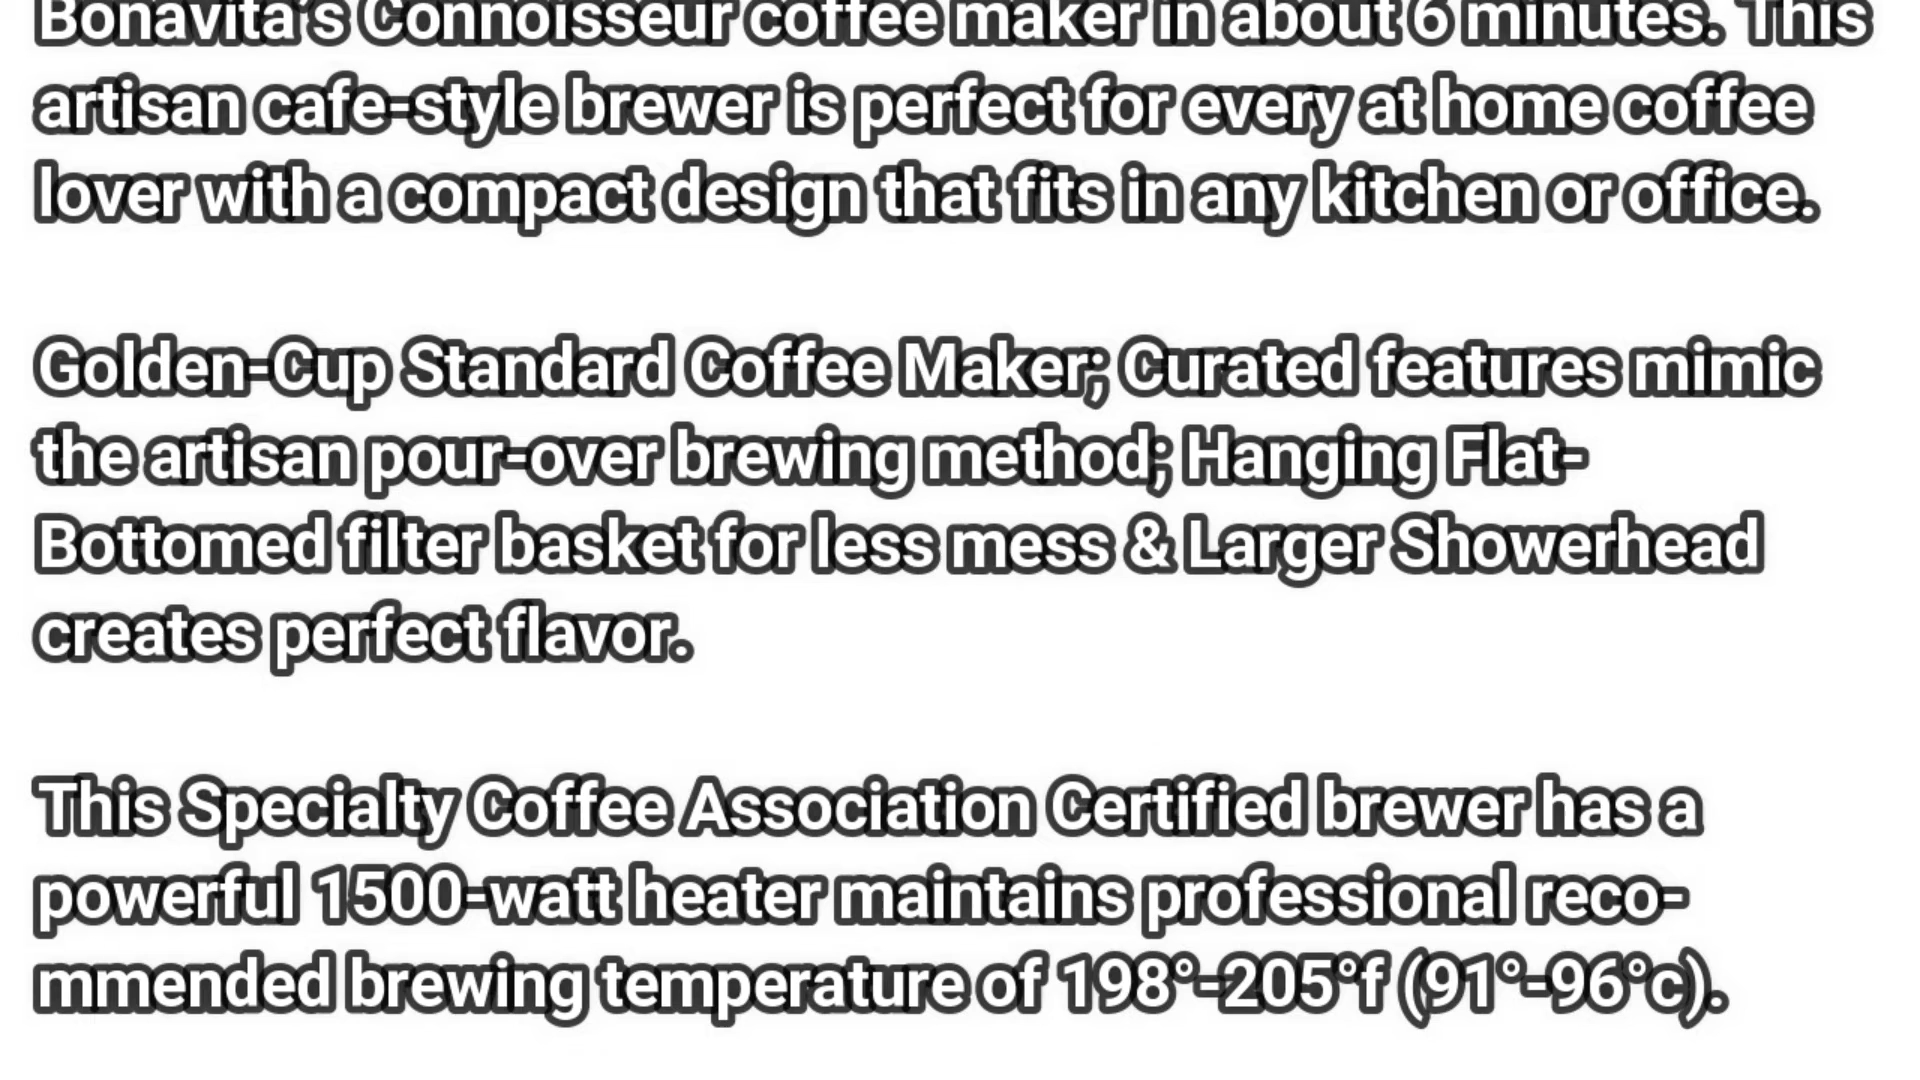 Bonavita's Connoisseur coffee maker in about 6 minutes. This
artisan cafe-style brewer is perfect for every at home coffee
lover with a compact design that fits in any kitchen or office.
Golden-Cup Standard Coffee Maker; Curated features mimic
the artisan pour-over brewing method; Hanging Flat-
Bottomed filter basket for less mess & Larger Showerhead
creates perfect flavor.
This Specialty Coffee Association Certified brewer has a
powerful 1500-watt heater maintains professional reco-
mmended brewing temperature of 198°-205°f (91°-96°c).